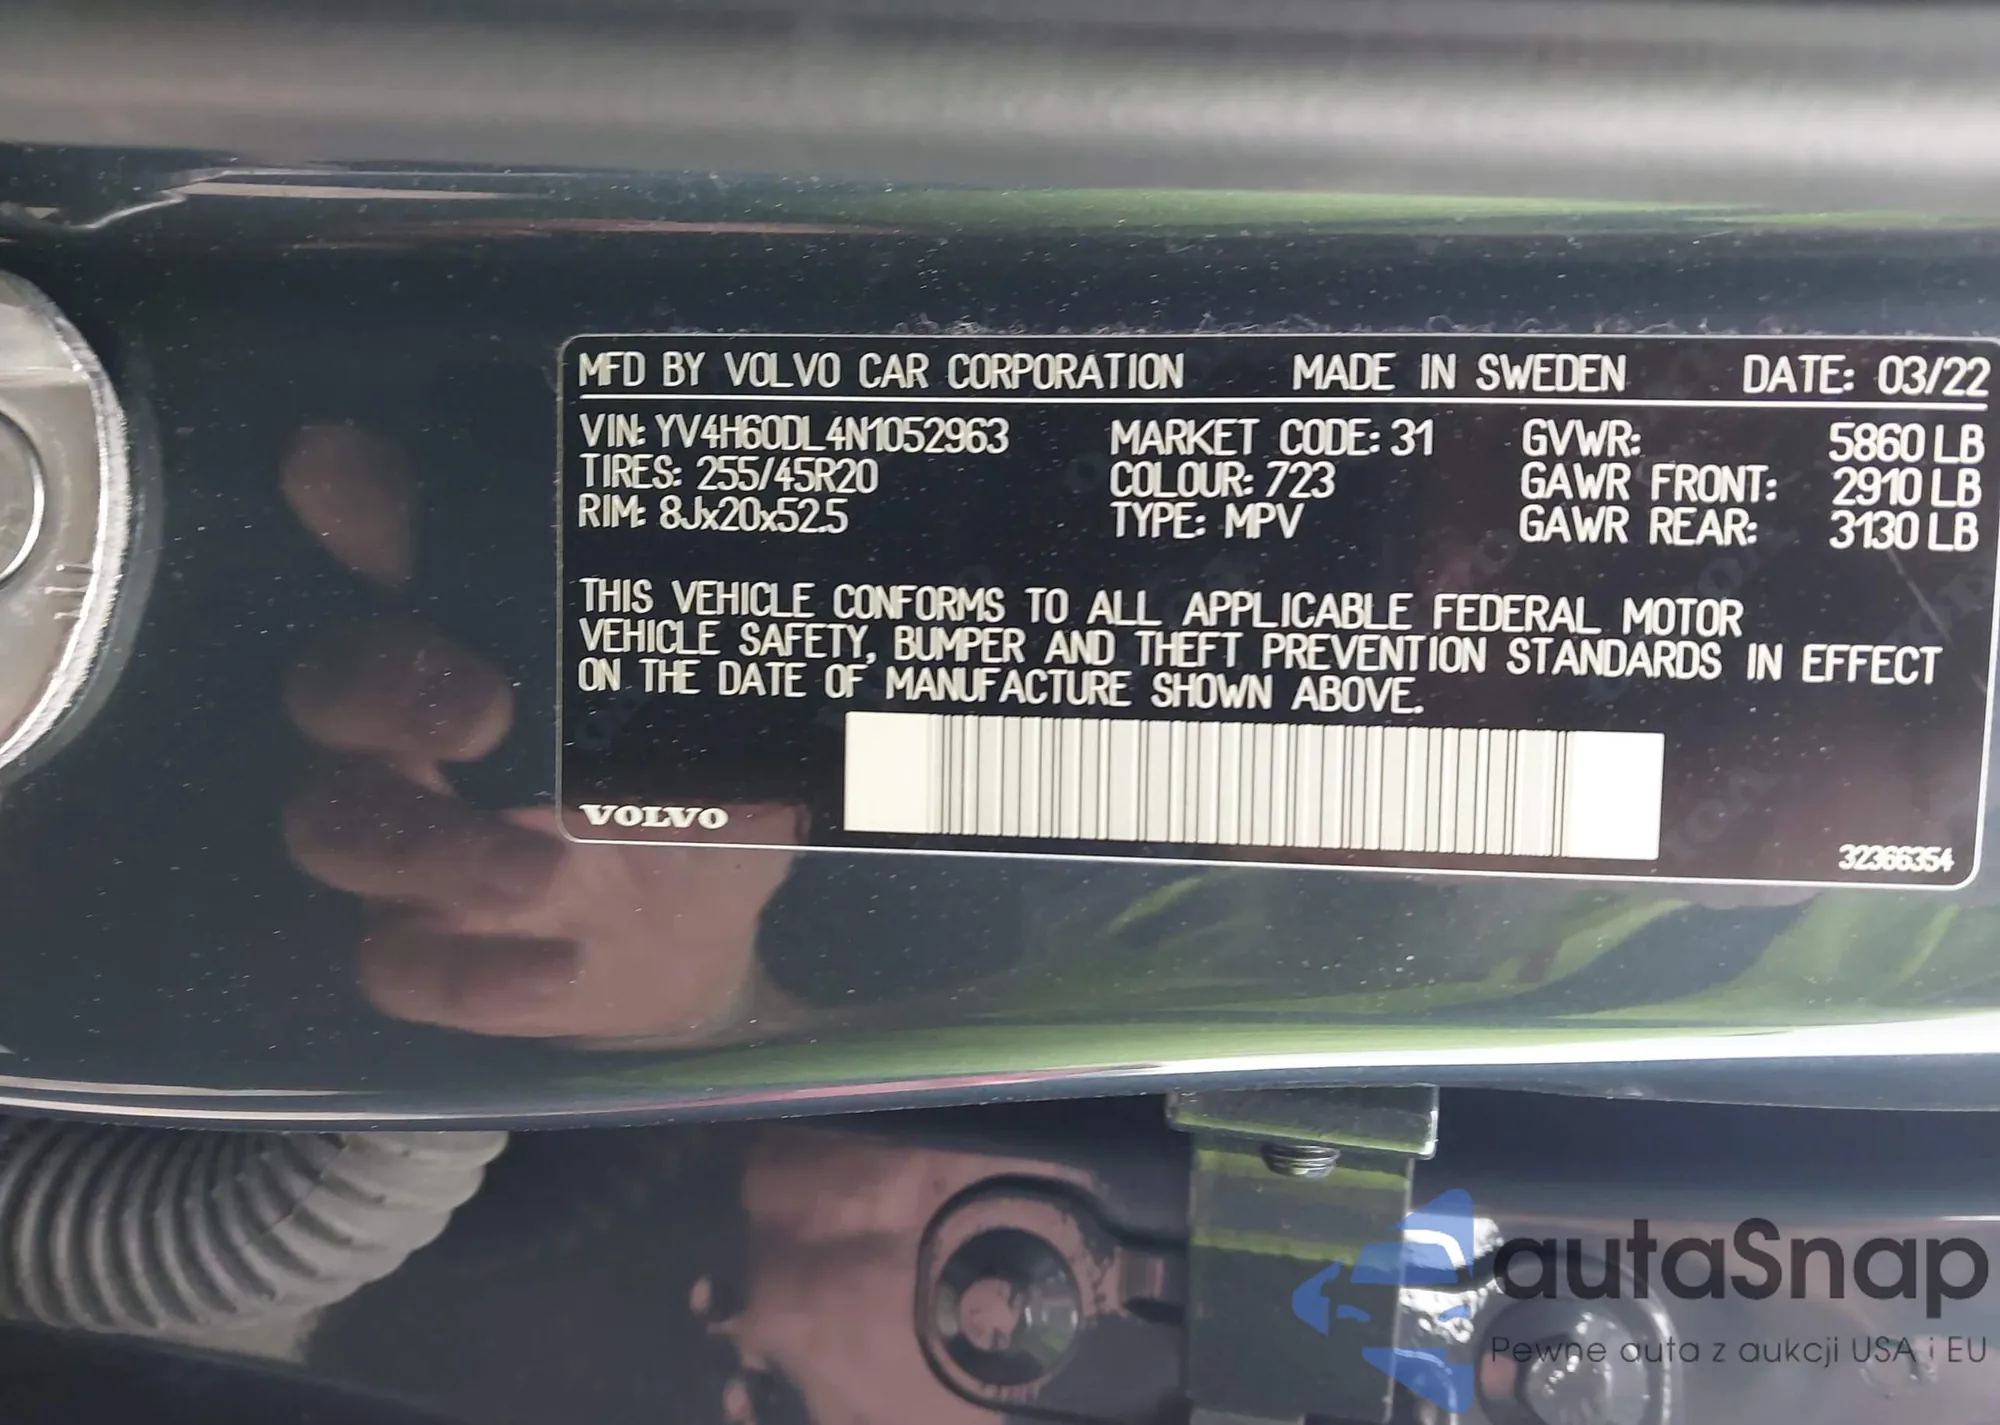 MFD BY VOLVO CAR CORPORATION MADE IN SWEDEN DATE: 03/22
VIN: YV4H60DL4N1052963 MARKET CODE: 31 GVWR: 5860 LB
TIRES: 255/45R20 COLOUR: 723 GAWR FRONT: 2910 LB
RIM: 8Jx20x52.5 TYPE: MPV GAWR REAR: 3130 LB
THIS VEHICLE CONFORMS TO ALL APPLICABLE FEDERAL MOTOR
VEHICLE SAFETY, BUMPER AND THEFT PREVENTION STANDARDS IN EFFECT
ON THE DATE OF MANUFACTURE SHOWN ABOVE.
VOLVO
32366354
autaSnap
Pewne auta z aukcji USA i EU